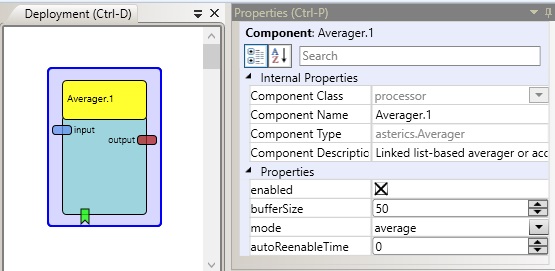 Deployment (Ctrl-D)
Averager.1
input
output
Properties (Ctrl-P)
Component: Averager.1
A
Z
Search
Internal Properties
Component Class processor
Component Name Averager.1
Component Type asterics.Averager
Component Descriptio Linked list-based averager or acc
Properties
enabled
bufferSize 50
mode average
autoReenableTime 0